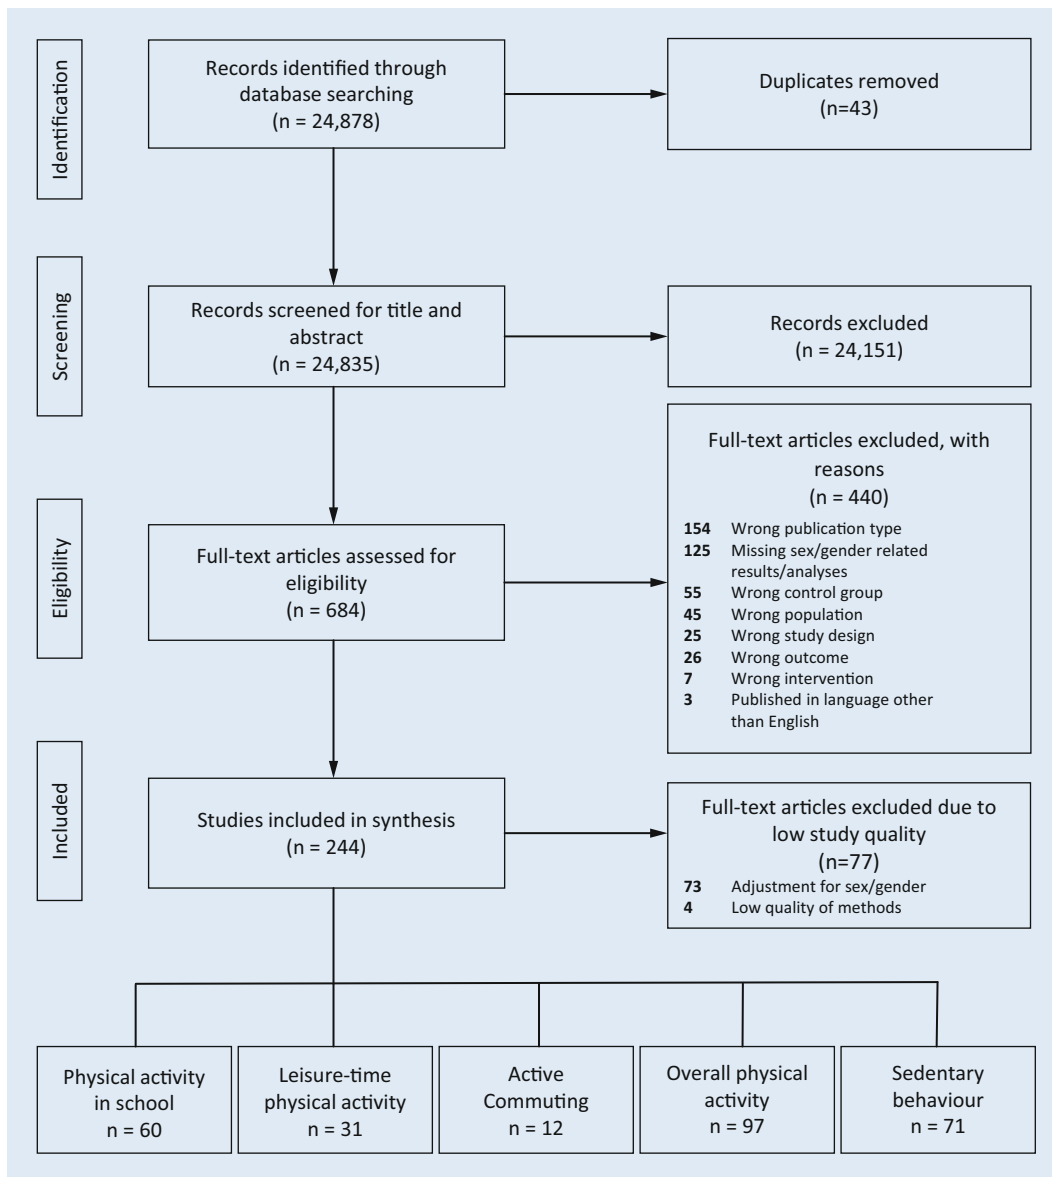 Identification
Records identified through
database searching
(n = 24,878)
Duplicates removed
(n=43)
Screening
Records screened for title and
abstract
(n = 24,835)
Records excluded
(n = 24,151)
Eligibility
Full-text articles assessed for
eligibility
(n = 684)
Full-text articles excluded, with
reasons
(n = 440)
154 Wrong publication type
125 Missing sex/gender related
results/analyses
55 Wrong control group
45 Wrong population
25 Wrong study design
26 Wrong outcome
7 Wrong intervention
3 Published in language other
than English
Included
Studies included in synthesis
(n = 244)
Full-text articles excluded due to
low study quality
(n=77)
73 Adjustment for sex/gender
4 Low quality of methods
Physical activity
in school
n = 60
Leisure-time
physical activity
n = 31
Active
Commuting
n = 12
Overall physical
activity
n = 97
Sedentary
behaviour
n = 71